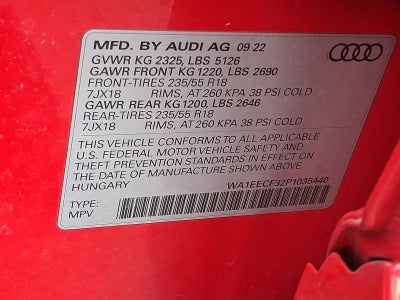 MFD. BY AUDI AG 09 22
GVWR KG 2325, LBS 5126
GAWR FRONT KG 1220, LBS 2690
FRONT-TIRES 235/55 R18
7JX18 RIMS, AT 260 KPA 38 PSI COLD
GAWR REAR KG 1200, LBS 2646
REAR-TIRES 235/55 R18
7JX18 RIMS, AT 260 KPA 38 PSI COLD
THIS VEHICLE CONFORMS TO ALL APPLICABLE
U.S. FEDERAL MOTOR VEHICLE SAFETY AND
THEFT PREVENTION STANDARDS IN EFFECT ON
THE DATE OF MANUFACTURE SHOWN ABOVE.
HUNGARY
WA1EECF32P1035440
TYPE:
MPV